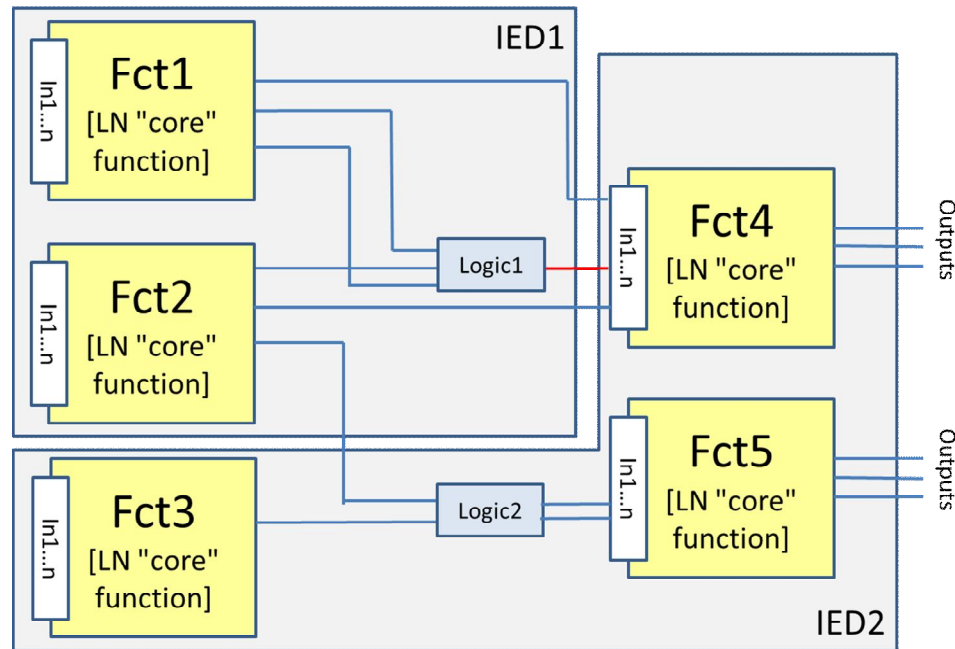 IED1
In1...n
Fct1
[LN "core"
function]
Logic1
In1...n
Fct2
[LN "core"
function]
In1...n
Fct4
[LN "core"
function]
Outputs
In1...n
Fct3
[LN "core"
function]
Logic2
In1...n
Fct5
[LN "core"
function]
Outputs
IED2